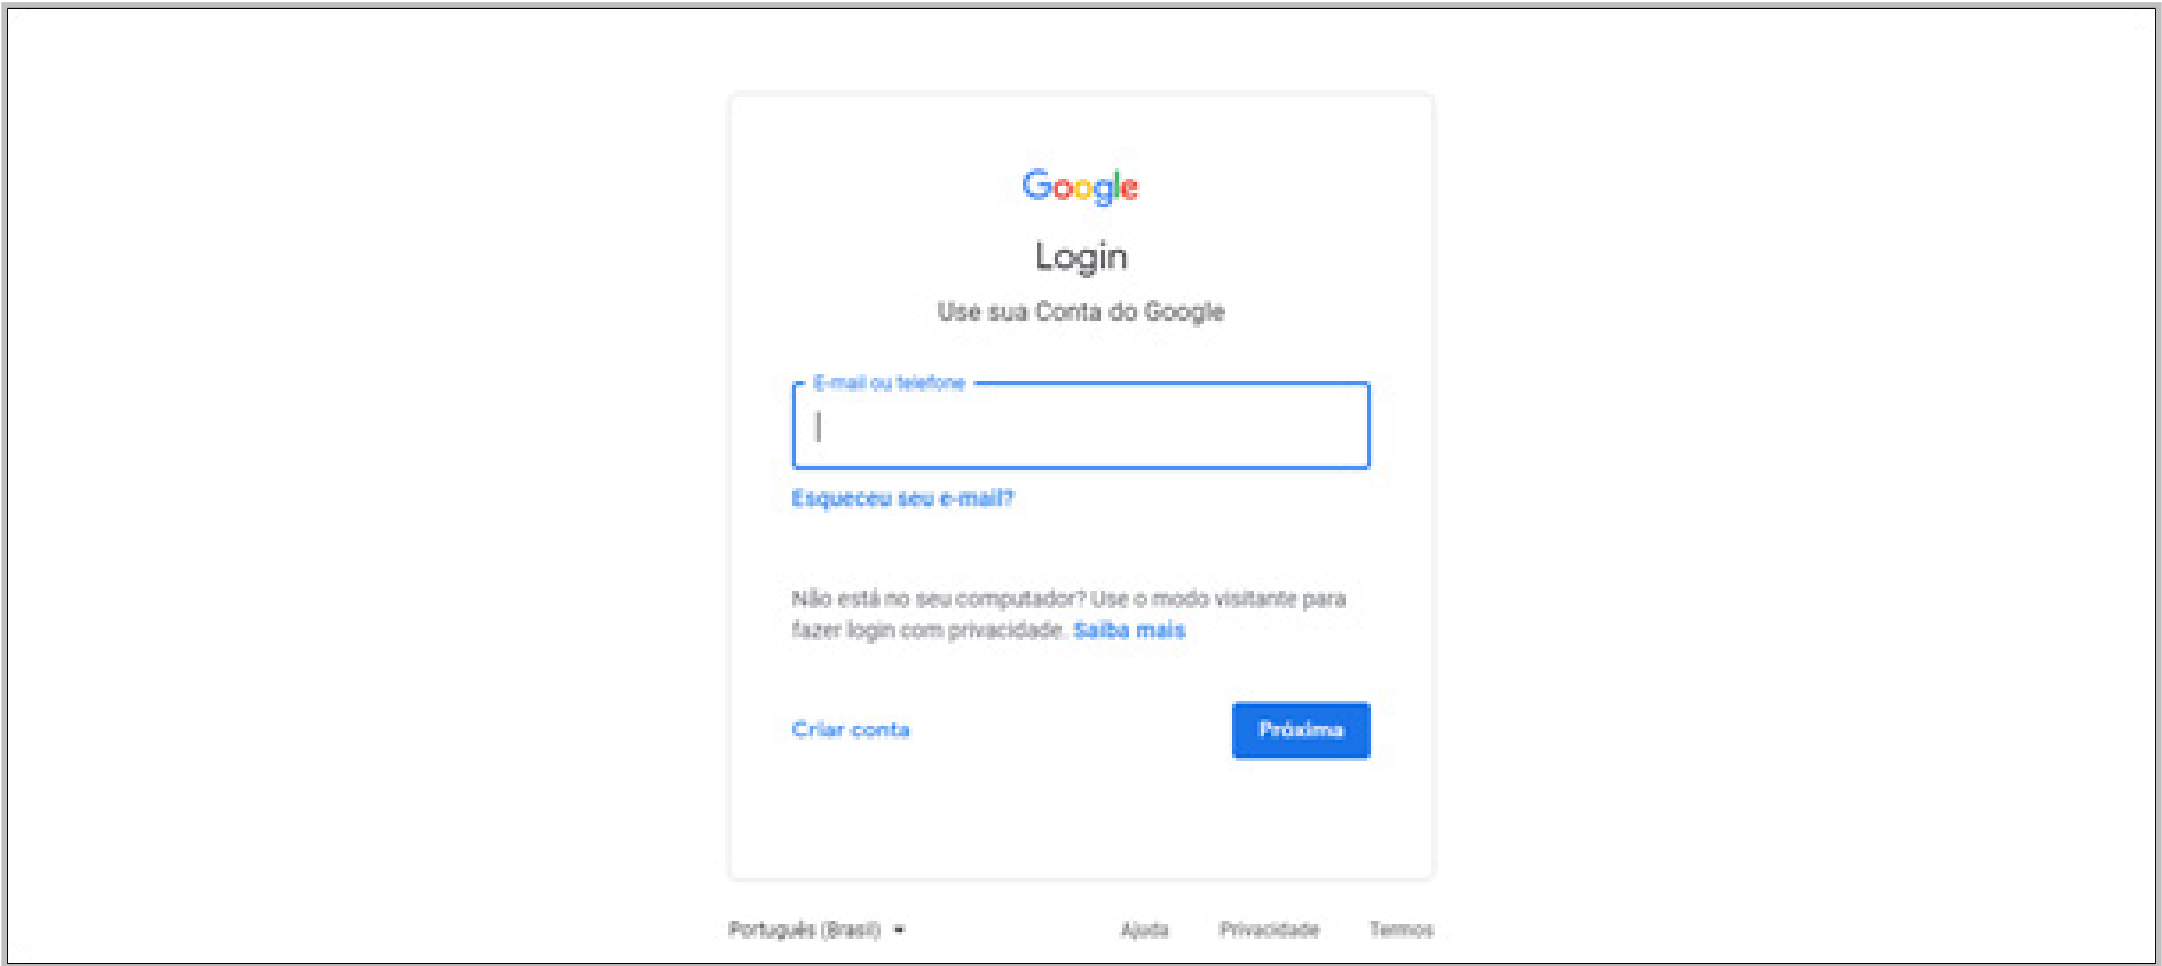 Google
Login
Use sua Conta do Google
E-mail ou telefone
Esqueceu seu e-mail?
Não está no seu computador? Use o modo visitante para
fazer login com privacidade. Saiba mais
Criar conta
Próxima
Português (Brasil)
Ajuda
Privacidade
Termos